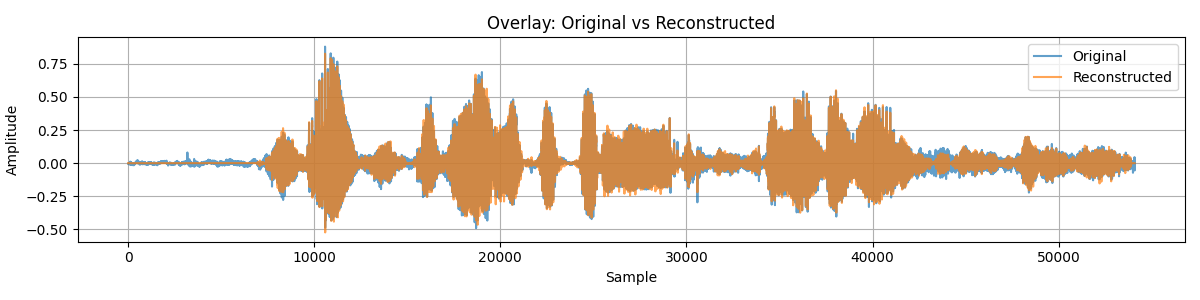 Overlay: Original vs Reconstructed
Original
Reconstructed
Amplitude
0.75
0.50
0.25
0.00
−0.25
−0.50
0 10000 20000 30000 40000 50000
Sample